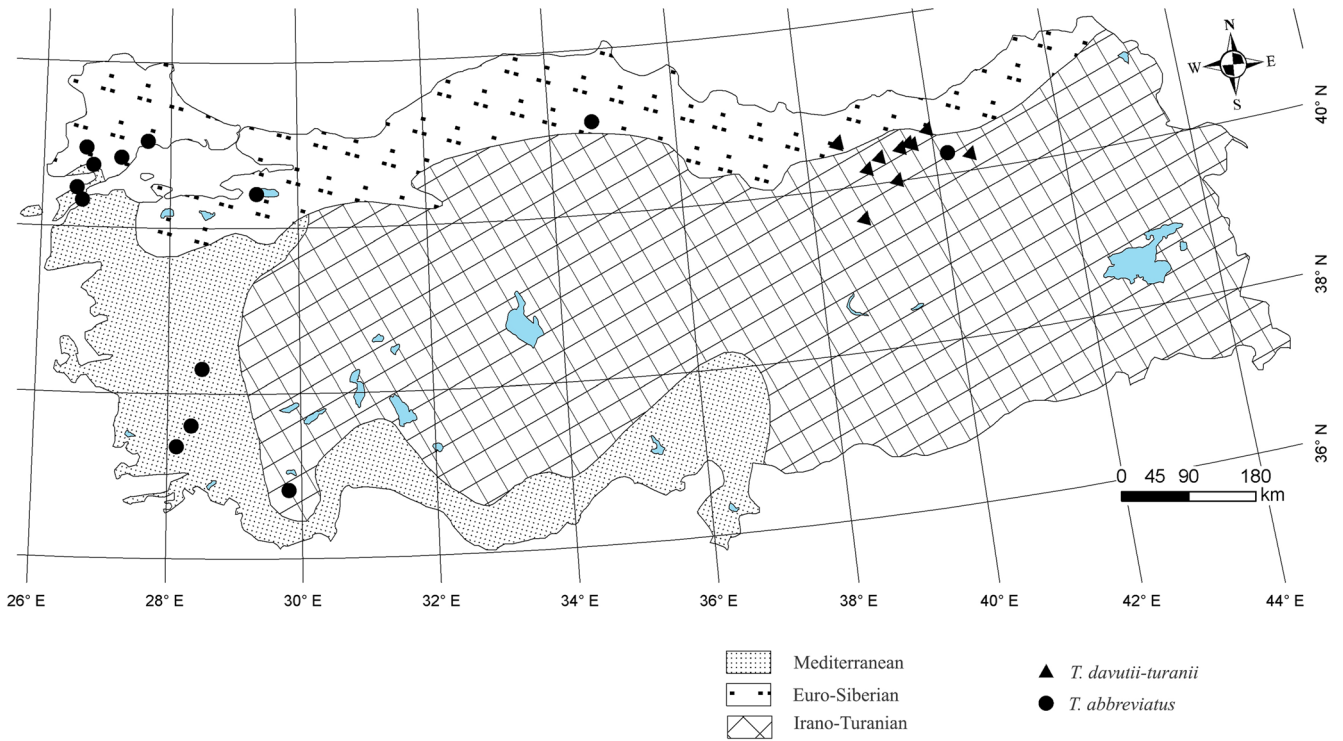 N
W E
S
40° N
38° N
36° N
0 45 90 180
km
26° E 28° E 30° E 32° E 34° E 36° E 38° E 40° E 42° E 44° E
Mediterranean
Euro-Siberian
Irano-Turanian
T. davutii-turanii
T. abbreviatus